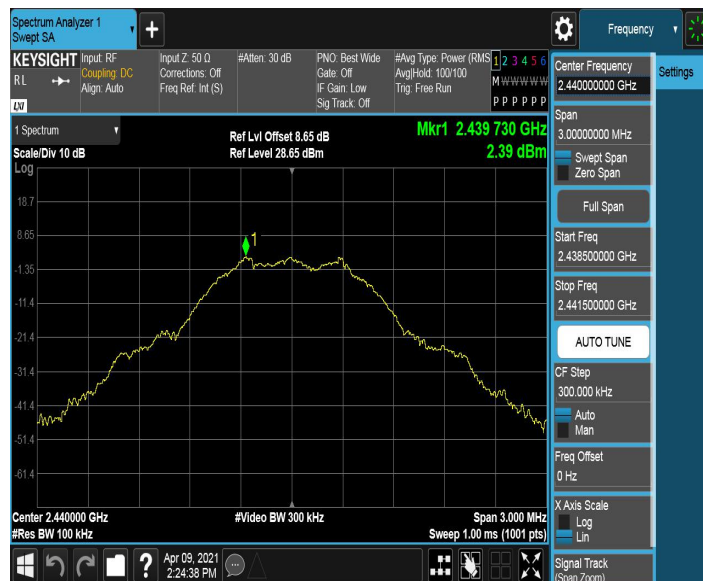 Spectrum Analyzer 1
Swept SA
+
Frequency
KEYSIGHT
Input: RF
Coupling: DC
Align: Auto
RL
LXI
Input Z: 50 Ω
Corrections: Off
Freq Ref: Int (S)
#Atten: 30 dB
PNO: Best Wide
Gate: Off
IF Gain: Low
Sig Track: Off
#Avg Type: Power (RMS
Avg|Hold: 100/100
Trig: Free Run
1 2 3 4 5 6
M W W W W W
P P P P P P
1 Spectrum
Scale/Div 10 dB
Log
Ref Lvl Offset 8.65 dB
Ref Level 28.65 dBm
Mkr1 2.439 730 GHz
2.39 dBm
18.7
8.65
-1.35
-11.4
-21.4
-31.4
-41.4
-51.4
-61.4
1
Center 2.440000 GHz
#Res BW 100 kHz
#Video BW 300 kHz
Span 3.000 MHz
Sweep 1.00 ms (1001 pts)
Center Frequency
2.440000000 GHz
Span
3.00000000 MHz
Swept Span
Zero Span
Full Span
Start Freq
2.438500000 GHz
Stop Freq
2.441500000 GHz
AUTO TUNE
CF Step
300.000 kHz
Auto
Man
Freq Offset
0 Hz
X Axis Scale
Log
Lin
Signal Track
(Span Zoom)
Settings
?
Apr 09, 2021
2:24:38 PM